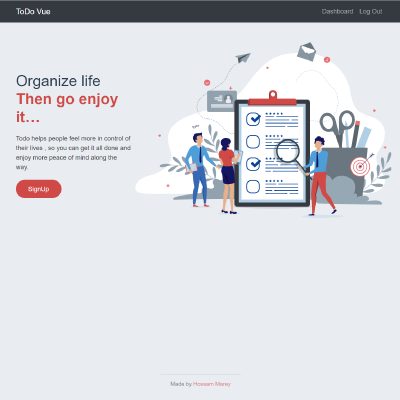 ToDo Vue
Dashboard Log Out
Organize life
Then go enjoy
it...
Todo helps people feel more in control of
their lives , so you can get it all done and
enjoy more peace of mind along the
way.
SignUp
Made by Hossam Marey